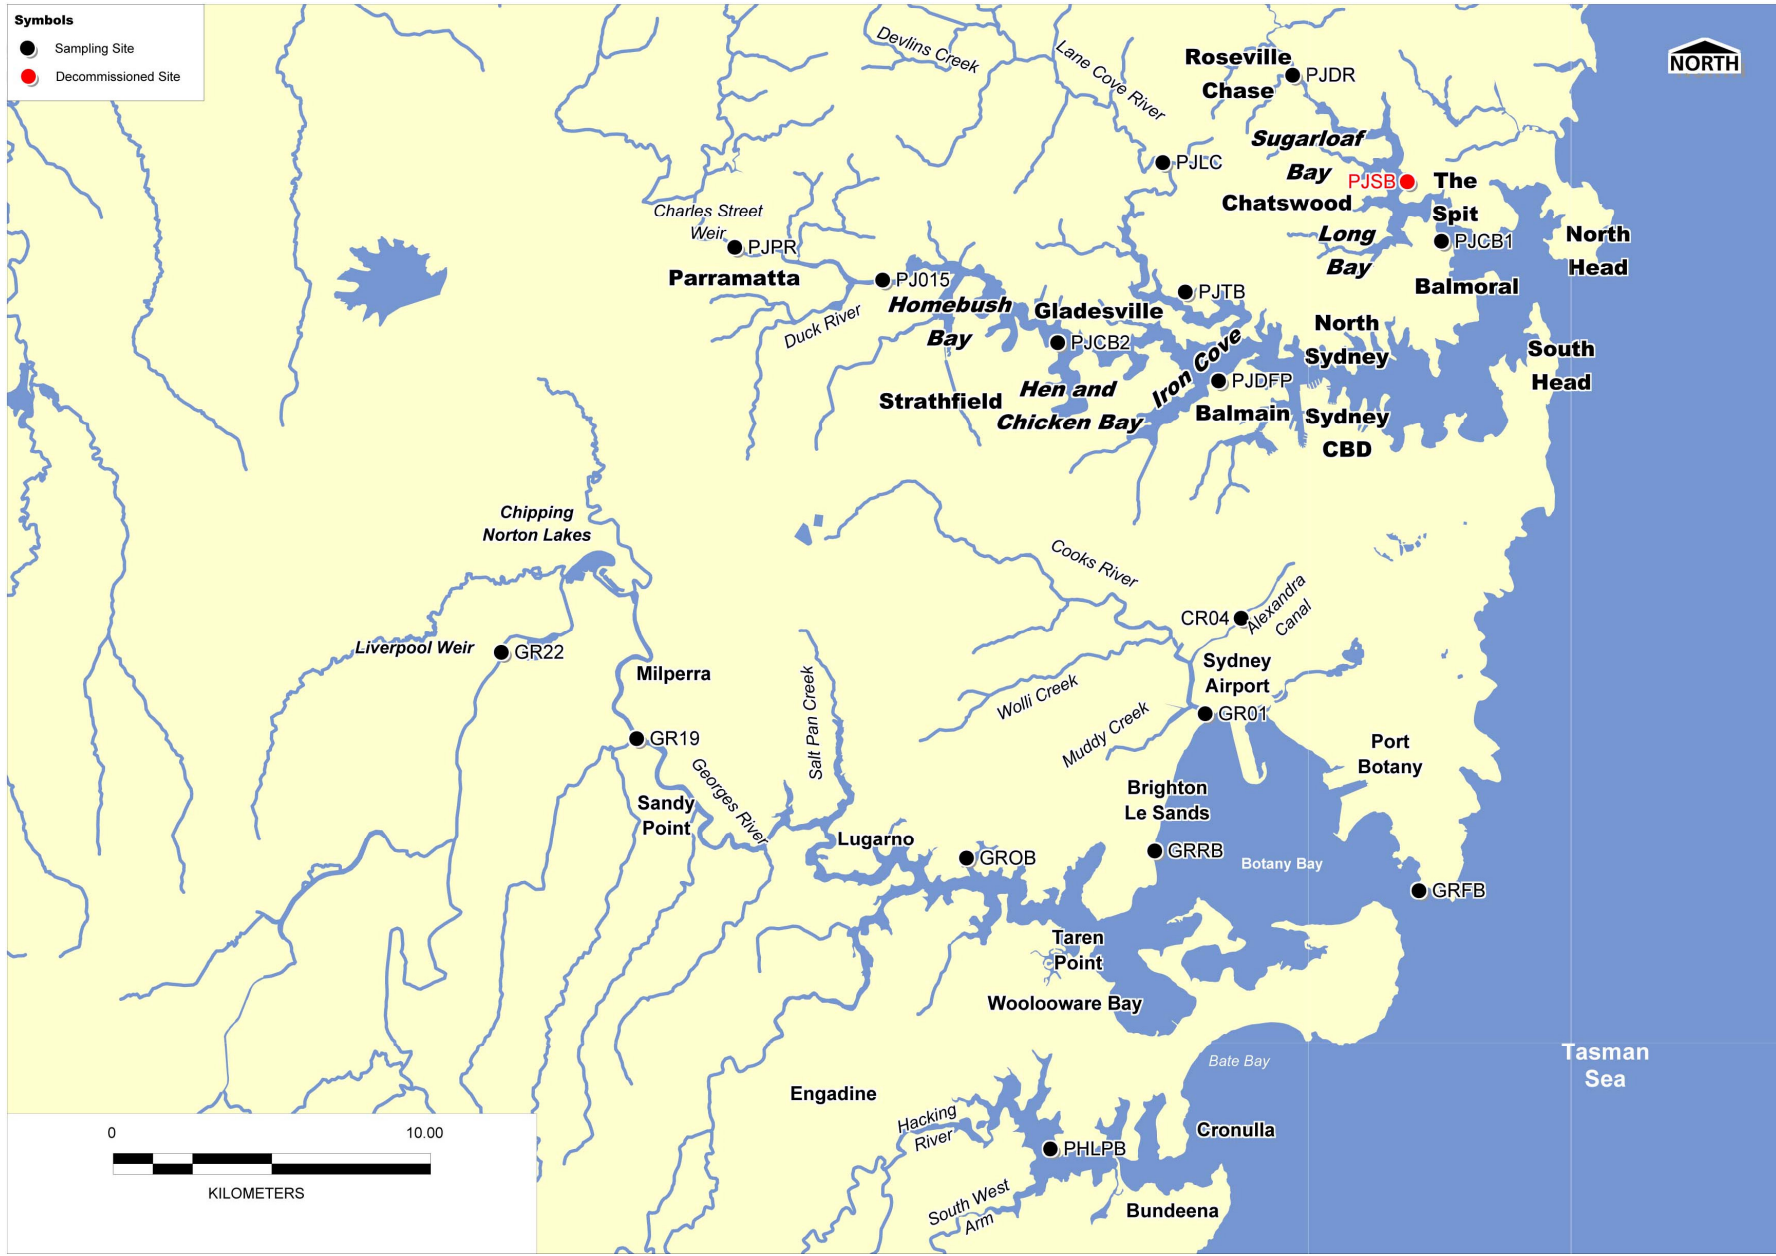 Symbols
Sampling Site
Decommissioned Site
NORTH
Devlins Creek
Lane Cove River
Roseville
Chase
PJDR
Sugarloaf
Bay
PJLC
PJSB
The
Spit
Chatswood
Charles Street
Weir
PJPR
Parramatta
Long
Bay
PJCB1
North
Head
Balmoral
PJ015
Homebush
Bay
Duck River
Gladesville
PJTB
PJCB2
North
Sydney
South
Head
Iron Cove
PJDFP
Hen and
Chicken Bay
Strathfield
Balmain
Sydney
CBD
Chipping
Norton Lakes
Cooks River
CR04
Alexandra
Canal
Liverpool Weir
GR22
Milperra
Salt Pan Creek
Wolli Creek
Sydney
Airport
GR01
Muddy Creek
GR19
Georges River
Port
Botany
Sandy
Point
Brighton
Le Sands
Lugarno
GROB
GRRB
Botany Bay
GRFB
Taren
Point
Woolooware Bay
Bate Bay
Tasman
Sea
Engadine
Hacking
River
Cronulla
PHLPB
South West
Arm
Bundeena
0 10.00
KILOMETERS